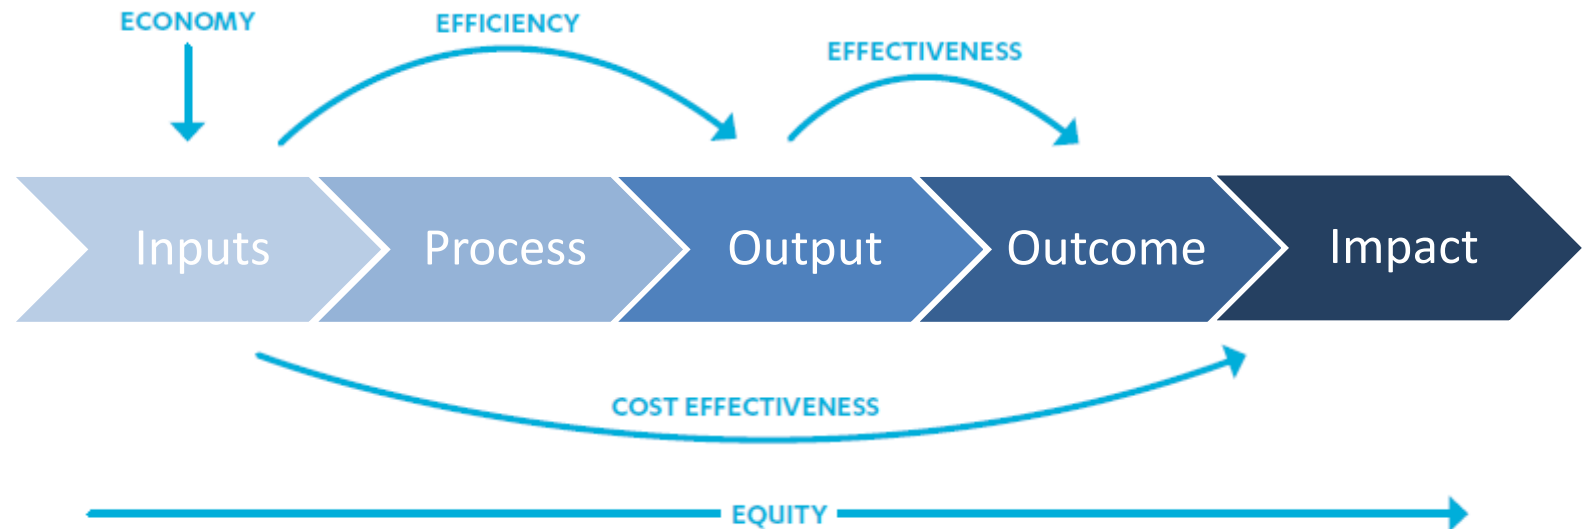 ECONOMY
EFFICIENCY
EFFECTIVENESS
Inputs
Process
Output
Outcome
Impact
COST EFFECTIVENESS
EQUITY